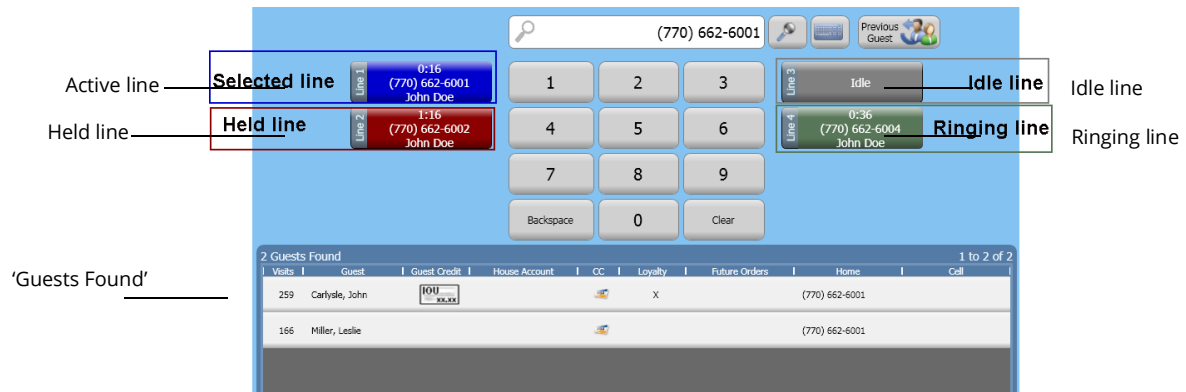 (770) 662-6001
Previous
Guest
Active line
Selected line
Line 1
0:16
(770) 662-6001
John Doe
1
2
3
Line 3
Idle
Idle line
Idle line
Held line
Held line
Line 2
1:16
(770) 662-6002
John Doe
4
5
6
Line 4
0:36
(770) 662-6004
John Doe
Ringing line
Ringing line
7
8
9
Backspace
0
Clear
'Guests Found'
2 Guests Found
1 to 2 of 2
Visits Guest Guest Credit House Account CC Loyalty Future Orders Home Cell
259 Carlysle, John IOU xx.xx X (770) 662-6001
166 Miller, Leslie (770) 662-6001